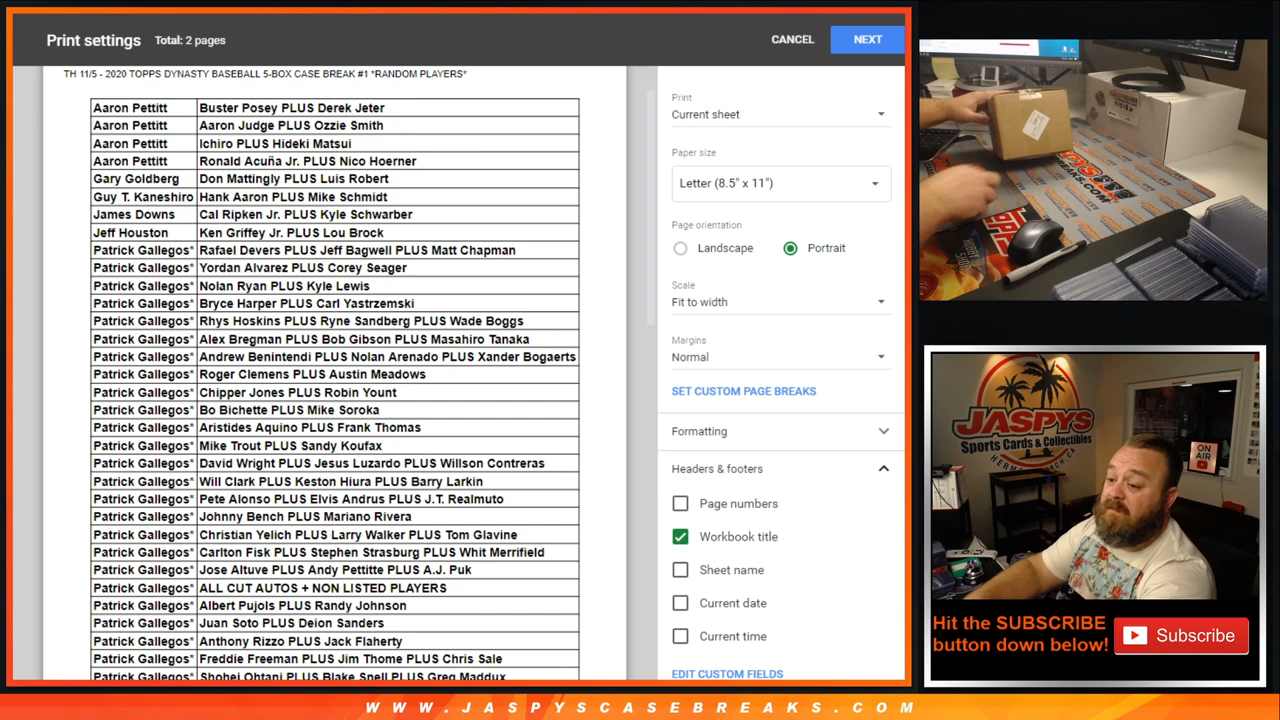 Print settings
Total: 2 pages
CANCEL
NEXT
TH 11/5 - 2020 TOPPS DYNASTY BASEBALL 5-BOX CASE BREAK #1 *RANDOM PLAYERS*
Aaron Pettitt Buster Posey PLUS Derek Jeter
Aaron Pettitt Aaron Judge PLUS Ozzie Smith
Aaron Pettitt Ichiro PLUS Hideki Matsui
Aaron Pettitt Ronald Acuña Jr. PLUS Nico Hoerner
Gary Goldberg Don Mattingly PLUS Luis Robert
Guy T. Kaneshiro Hank Aaron PLUS Mike Schmidt
James Downs Cal Ripken Jr. PLUS Kyle Schwarber
Jeff Houston Ken Griffey Jr. PLUS Lou Brock
Patrick Gallegos* Rafael Devers PLUS Jeff Bagwell PLUS Matt Chapman
Patrick Gallegos* Yordan Alvarez PLUS Corey Seager
Patrick Gallegos* Nolan Ryan PLUS Kyle Lewis
Patrick Gallegos* Bryce Harper PLUS Carl Yastrzemski
Patrick Gallegos* Rhys Hoskins PLUS Ryne Sandberg PLUS Wade Boggs
Patrick Gallegos* Alex Bregman PLUS Bob Gibson PLUS Masahiro Tanaka
Patrick Gallegos* Andrew Benintendi PLUS Nolan Arenado PLUS Xander Bogaerts
Patrick Gallegos* Roger Clemens PLUS Austin Meadows
Patrick Gallegos* Chipper Jones PLUS Robin Yount
Patrick Gallegos* Bo Bichette PLUS Mike Soroka
Patrick Gallegos* Aristides Aquino PLUS Frank Thomas
Patrick Gallegos* Mike Trout PLUS Sandy Koufax
Patrick Gallegos* David Wright PLUS Jesus Luzardo PLUS Willson Contreras
Patrick Gallegos* Will Clark PLUS Keston Hiura PLUS Barry Larkin
Patrick Gallegos* Pete Alonso PLUS Elvis Andrus PLUS J.T. Realmuto
Patrick Gallegos* Johnny Bench PLUS Mariano Rivera
Patrick Gallegos* Christian Yelich PLUS Larry Walker PLUS Tom Glavine
Patrick Gallegos* Carlton Fisk PLUS Stephen Strasburg PLUS Whit Merrifield
Patrick Gallegos* Jose Altuve PLUS Andy Pettitte PLUS A.J. Puk
Patrick Gallegos* ALL CUT AUTOS + NON LISTED PLAYERS
Patrick Gallegos* Albert Pujols PLUS Randy Johnson
Patrick Gallegos* Juan Soto PLUS Deion Sanders
Patrick Gallegos* Anthony Rizzo PLUS Jack Flaherty
Patrick Gallegos* Freddie Freeman PLUS Jim Thome PLUS Chris Sale
Patrick Gallegos* Shohei Ohtani PLUS Blake Snell PLUS Greg Maddux
Print
Current sheet
Paper size
Letter (8.5" x 11")
Page orientation
Landscape
Portrait
Scale
Fit to width
Margins
Normal
SET CUSTOM PAGE BREAKS
Formatting
Headers & footers
Page numbers
Workbook title
Sheet name
Current date
Current time
EDIT CUSTOM FIELDS
JASPYS
Sports Cards & Collectibles
HERMOSA BEACH CA
ON
AIR
Hit the SUBSCRIBE
button down below!
Subscribe
WWW.JASPYSCASEBREAKS.COM